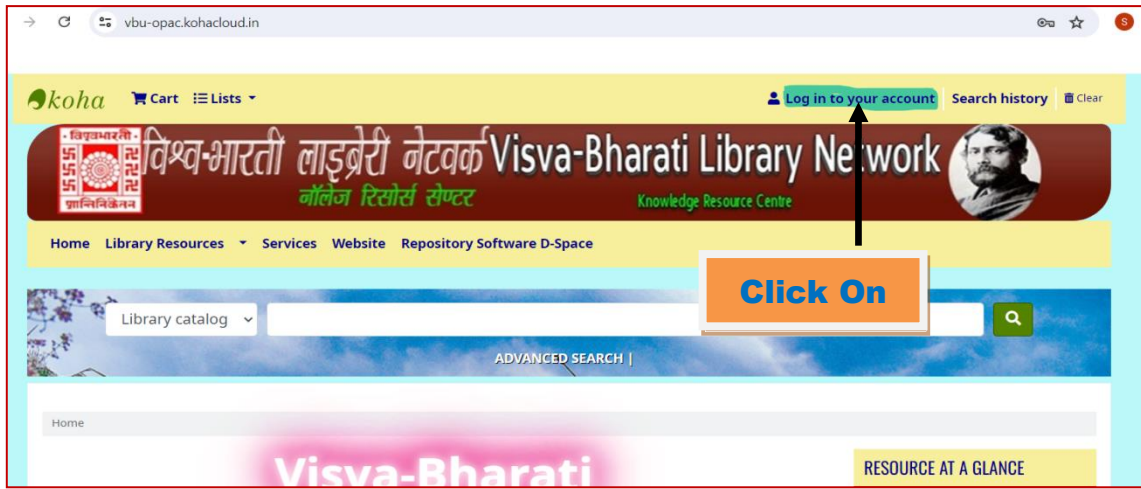 vbu-opac.kohacloud.in
S
koha Cart Lists Log in to your account Search history Clear
विश्वभारती
विश्व-भारती लाइब्रेरी नेटवर्क Visva-Bharati Library Network
नॉलेज रिसोर्स सेण्टर Knowledge Resource Centre
Home Library Resources Services Website Repository Software D-Space
Click On
Library catalog
ADVANCED SEARCH |
Home
Visva-Bharati
RESOURCE AT A GLANCE